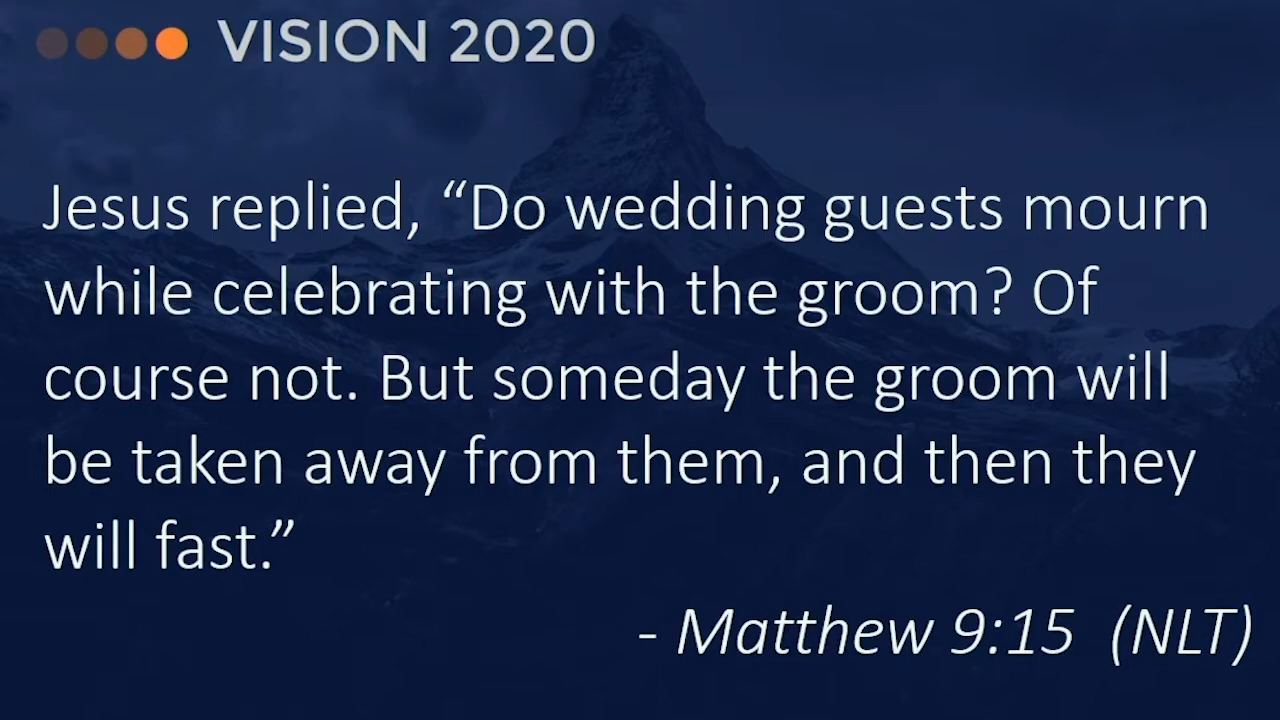 VISION 2020
Jesus replied, “Do wedding guests mourn
while celebrating with the groom? Of
course not. But someday the groom will
be taken away from them, and then they
will fast.”
- Matthew 9:15 (NLT)